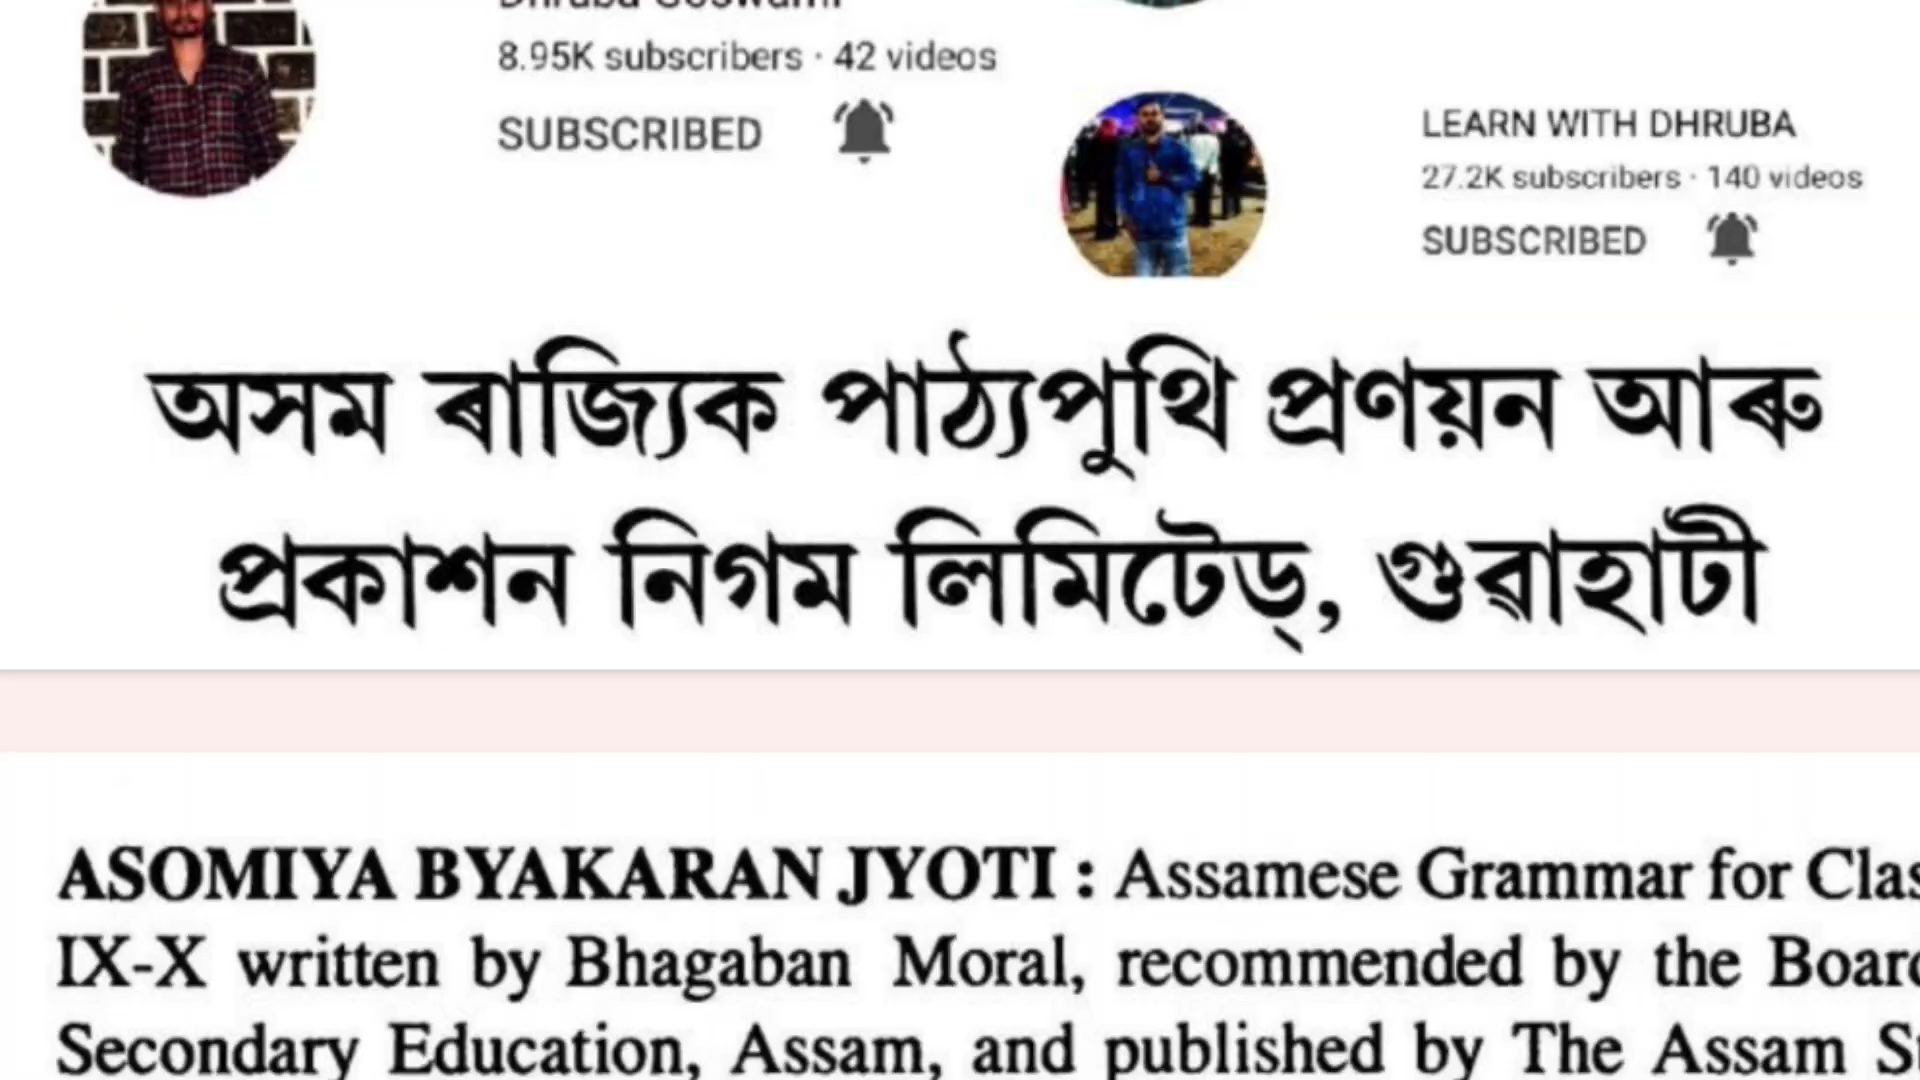 8.95K subscribers · 42 videos
SUBSCRIBED
LEARN WITH DHRUBA
27.2K subscribers · 140 videos
SUBSCRIBED
অসম ৰাজ্যিক পাঠ্যপুথি প্ৰণয়ন আৰু
প্ৰকাশন নিগম লিমিটেড্, গুৱাহাটী
ASOMIYA BYAKARAN JYOTI : Assamese Grammar for
IX-X written by Bhagaban Moral, recommended by the
Secondary Education, Assam, and published by The Assam